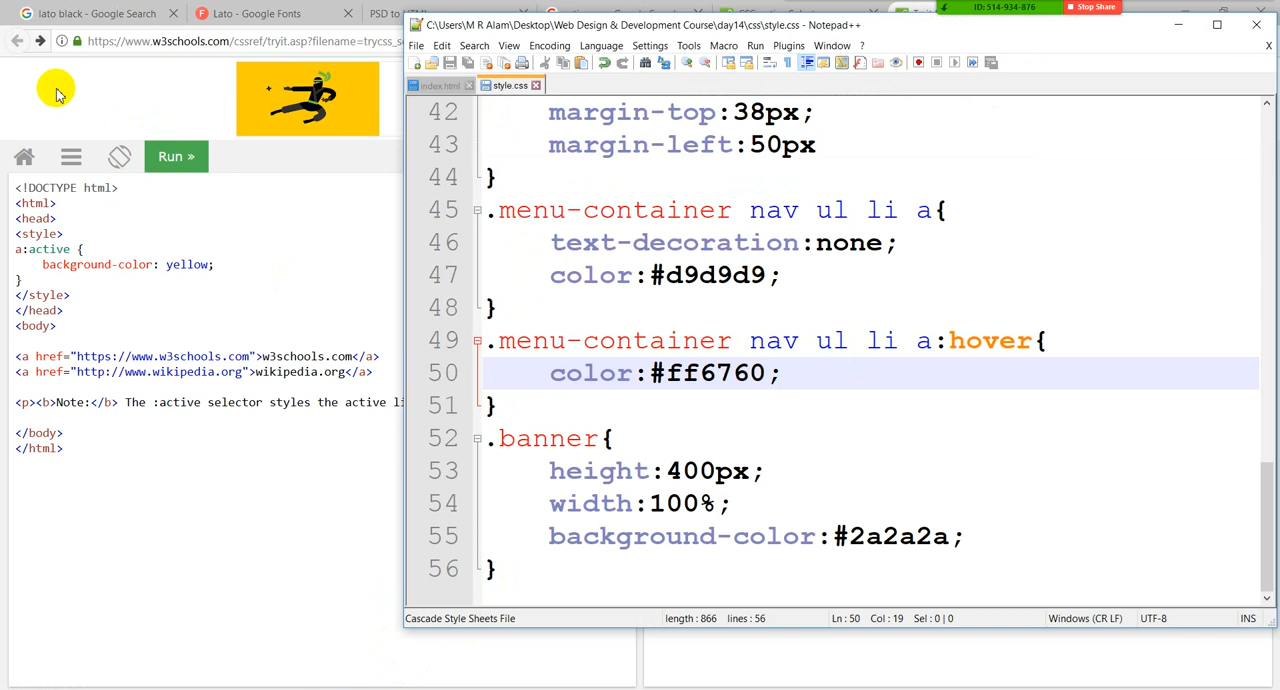 lato black - Google Search
Lato - Google Fonts
PSD to
ID: 514-934-876
Stop Share
https://www.w3schools.com/cssref/tryit.asp?filename=trycss_s
C:\Users\M R Alam\Desktop\Web Design & Development Course\day14\css\style.css - Notepad++
File Edit Search View Encoding Language Settings Tools Macro Run Plugins Window ? X
index.html
style.css
Run »
<!DOCTYPE html>
<html>
<head>
<style>
a:active {
    background-color: yellow;
}
</style>
</head>
<body>
<a href="https://www.w3schools.com">w3schools.com</a>
<a href="http://www.wikipedia.org">wikipedia.org</a>
<p><b>Note:</b> The :active selector styles the active li
</body>
</html>
42 margin-top:38px;
43 margin-left:50px
44 }
45 .menu-container nav ul li a{
46 text-decoration:none;
47 color:#d9d9d9;
48 }
49 .menu-container nav ul li a:hover{
50 color:#ff6760;
51 }
52 .banner{
53 height:400px;
54 width:100%;
55 background-color:#2a2a2a;
56 }
Cascade Style Sheets File
length : 866 lines : 56
Ln : 50 Col : 19 Sel : 0 | 0
Windows (CR LF)
UTF-8
INS